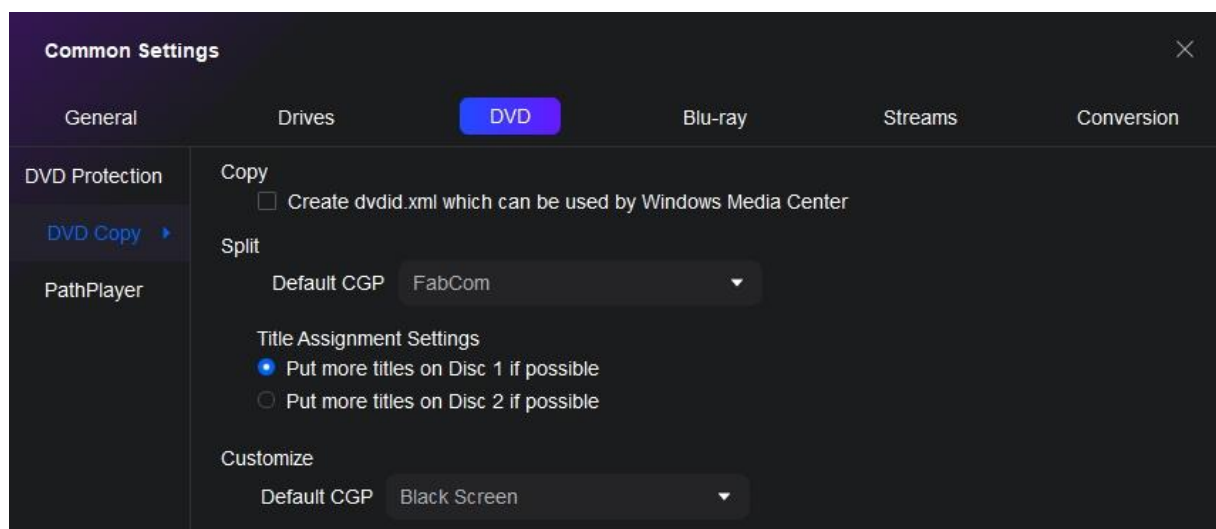 Common Settings
General Drives DVD Blu-ray Streams Conversion
DVD Protection
DVD Copy
PathPlayer
Copy
Create dvdid.xml which can be used by Windows Media Center
Split
Default CGP FabCom
Title Assignment Settings
Put more titles on Disc 1 if possible
Put more titles on Disc 2 if possible
Customize
Default CGP Black Screen